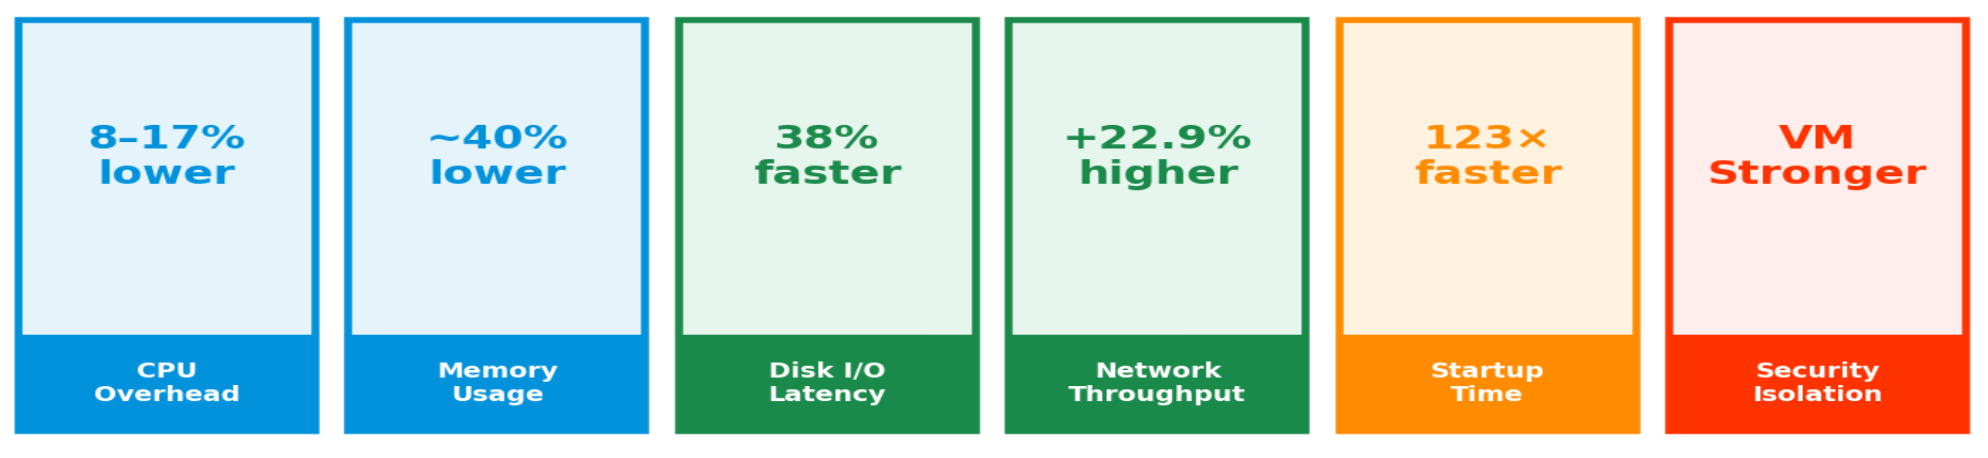 8–17%
lower
CPU
Overhead
~40%
lower
Memory
Usage
38%
faster
Disk I/O
Latency
+22.9%
higher
Network
Throughput
123×
faster
Startup
Time
VM
Stronger
Security
Isolation